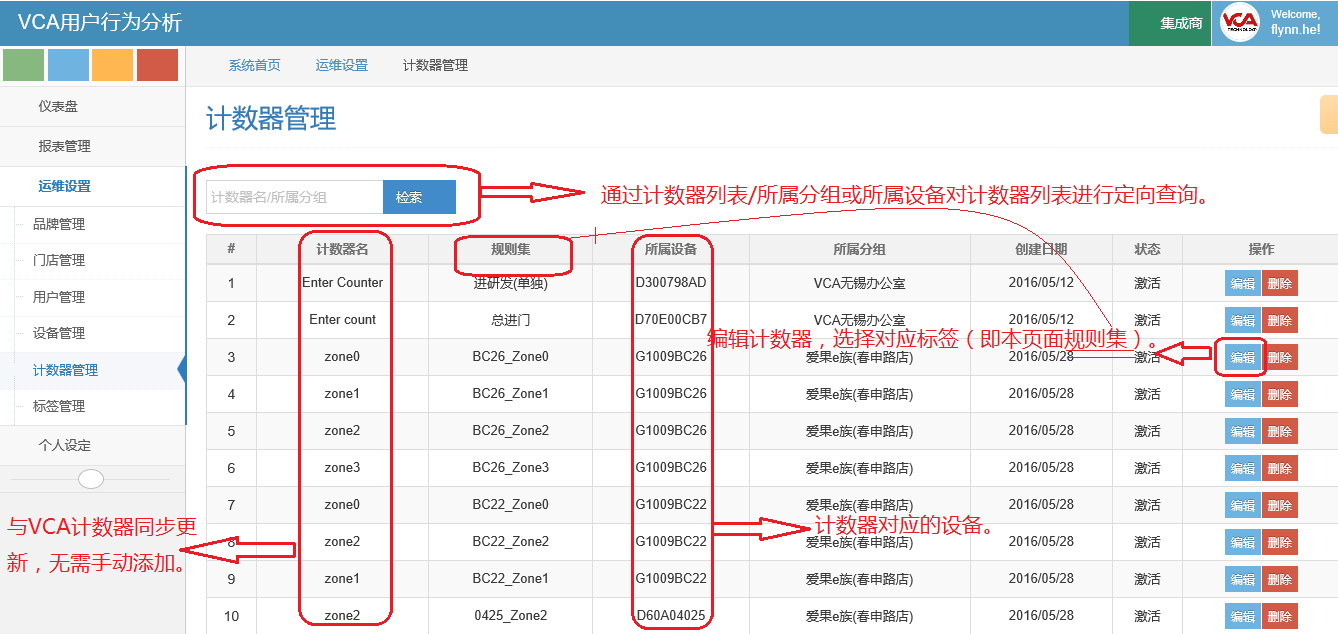 VCA用户行为分析
集成商
VCA
TECHNOLOGY
Welcome,
flynn.he!
系统首页 运维设置 计数器管理
仪表盘
报表管理
运维设置
品牌管理
门店管理
用户管理
设备管理
计数器管理
标签管理
个人设定
与VCA计数器同步更
新，无需手动添加。
计数器管理
计数器名/所属分组 检索
通过计数器列表/所属分组或所属设备对计数器列表进行定向查询。
# 计数器名 规则集 所属设备 所属分组 创建日期 状态 操作
1 Enter Counter 进研发(单独) D300798AD VCA无锡办公室 2016/05/12 激活 编辑 删除
2 Enter count 总进门 D70E00CB7 VCA无锡办公室 2016/05/12 激活 编辑 删除
编辑计数器，选择对应标签（即本页面规则集）。
3 zone0 BC26_Zone0 G1009BC26 爱果e族(春申路店) 2016/05/28 激活 编辑 删除
4 zone1 BC26_Zone1 G1009BC26 爱果e族(春申路店) 2016/05/28 激活 编辑 删除
5 zone2 BC26_Zone2 G1009BC26 爱果e族(春申路店) 2016/05/28 激活 编辑 删除
6 zone3 BC26_Zone3 G1009BC26 爱果e族(春申路店) 2016/05/28 激活 编辑 删除
7 zone0 BC22_Zone0 G1009BC22 爱果e族(春申路店) 2016/05/28 激活 编辑 删除
计数器对应的设备。
8 zone2 BC22_Zone2 G1009BC22 爱果e族(春申路店) 2016/05/28 激活 编辑 删除
9 zone1 BC22_Zone1 G1009BC22 爱果e族(春申路店) 2016/05/28 激活 编辑 删除
10 zone2 0425_Zone2 D60A04025 爱果e族(春申路店) 2016/05/28 激活 编辑 删除